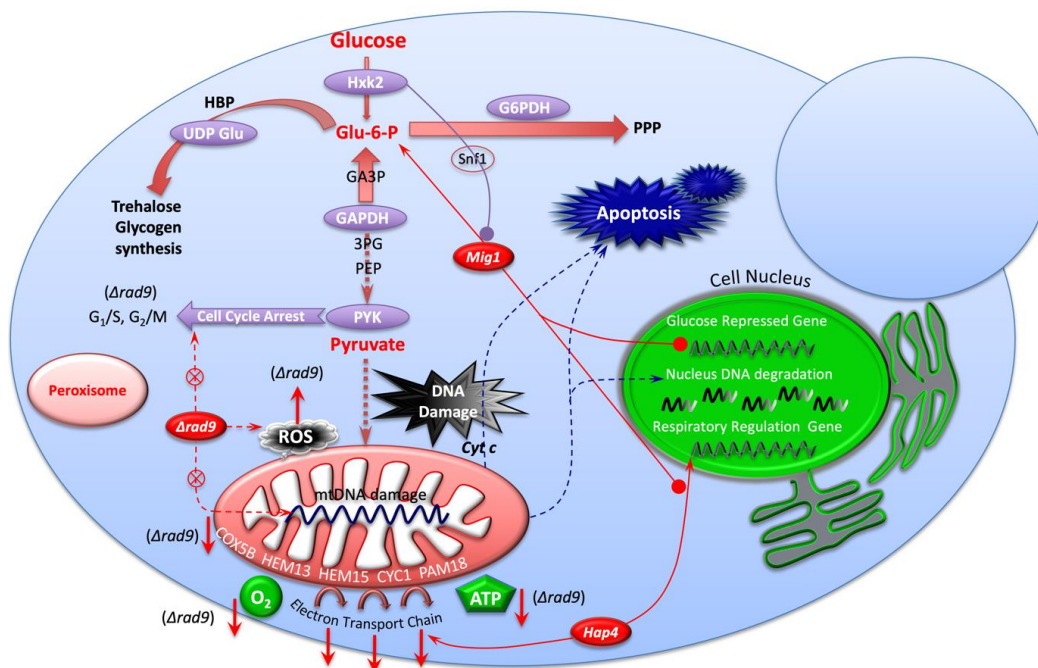 Glucose
Hxk2
HBP
G6PDH
UDP Glu
Glu-6-P
PPP
Snf1
GA3P
Trehalose
Glycogen
synthesis
GAPDH
Apoptosis
3PG
Mig1
PEP
Cell Nucleus
(Δrad9)
G1/S, G2/M
Cell Cycle Arrest
PYK
Glucose Repressed Gene
Pyruvate
Peroxisome
(Δrad9)
DNA
Damage
Nucleus DNA degradation
Δrad9
ROS
Cyt c
Respiratory Regulation Gene
mtDNA damage
(Δrad9)
COX5B HEM13 HEM15 CYC1 PAM18
O2
ATP
(Δrad9)
(Δrad9)
Electron Transport Chain
Hap4